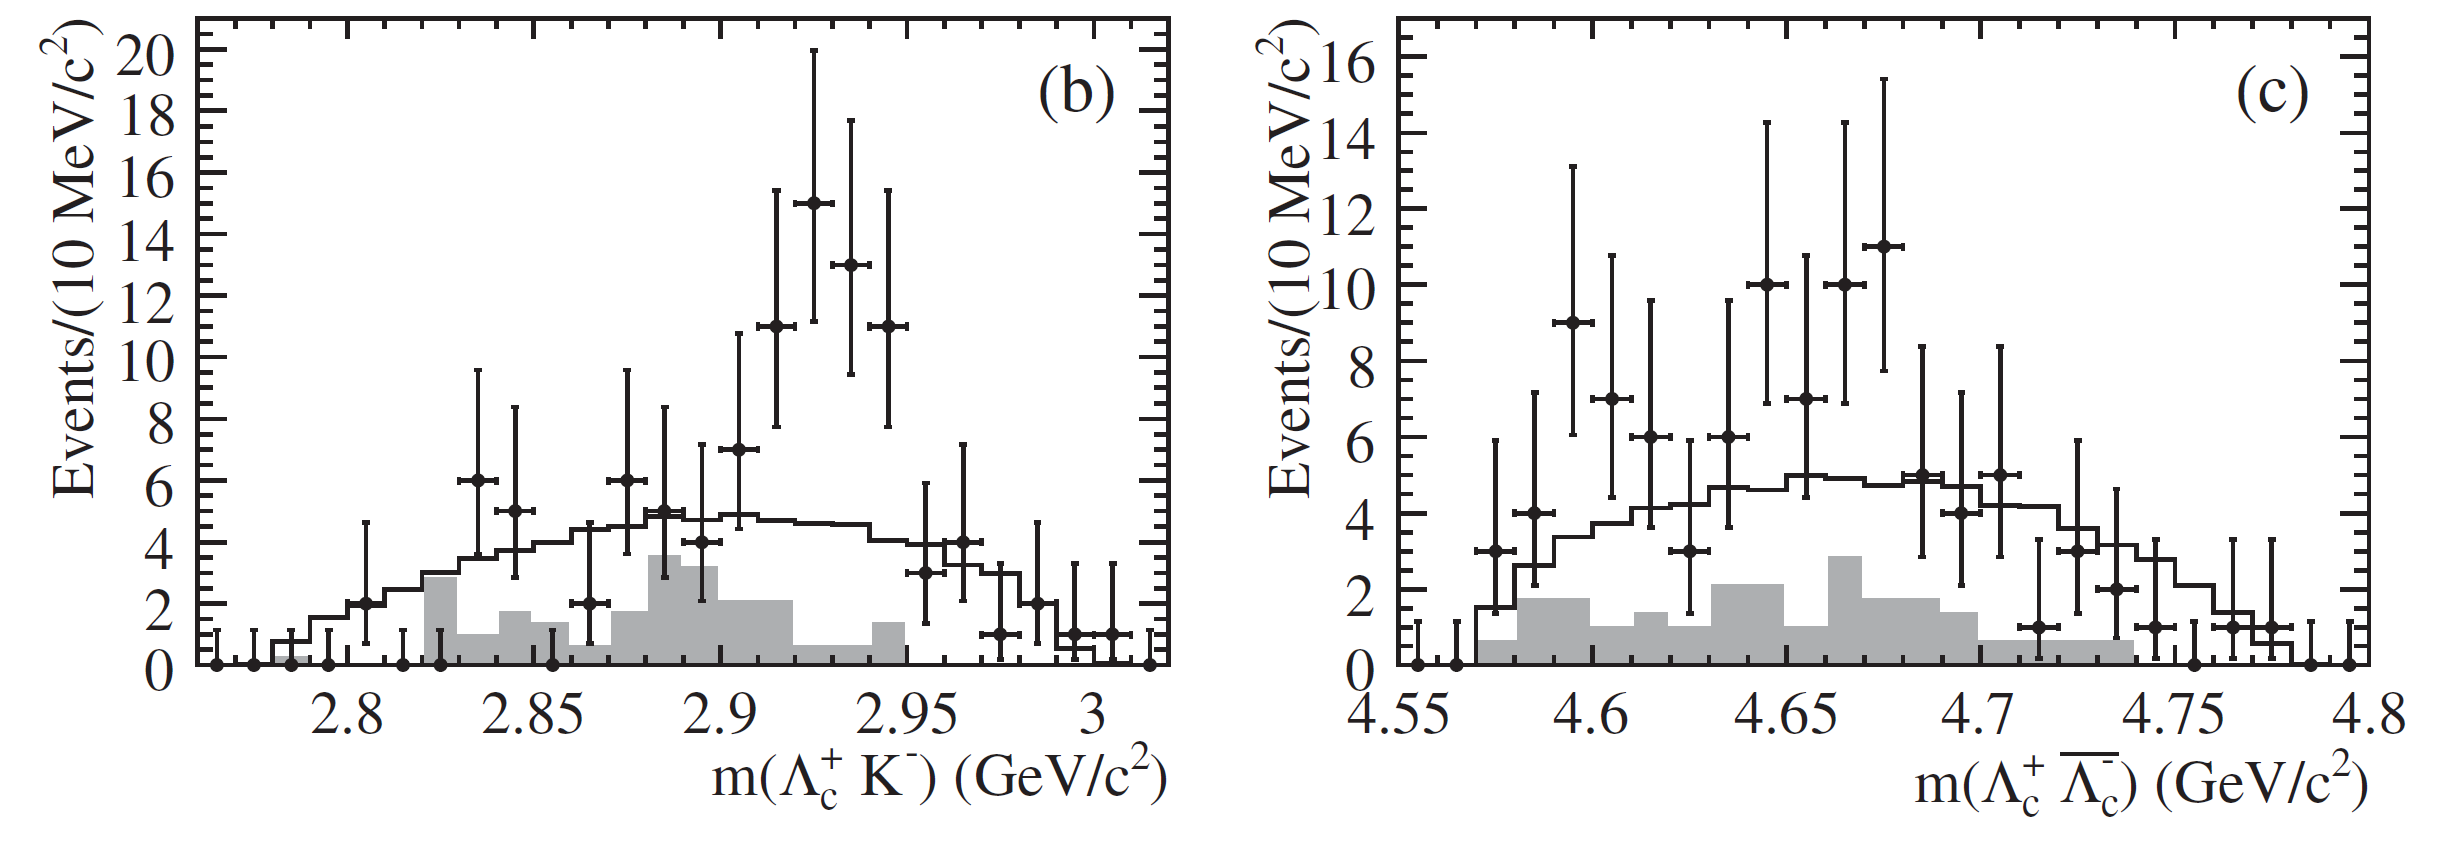 Events/(10 MeV/c²)
20
18
16
14
12
10
8
6
4
2
0
(b)
2.8 2.85 2.9 2.95 3
m(Λc⁺ K⁻) (GeV/c²)
Events/(10 MeV/c²)
16
14
12
10
8
6
4
2
0
(c)
4.55 4.6 4.65 4.7 4.75 4.8
m(Λc⁺ Λ̅c⁻) (GeV/c²)